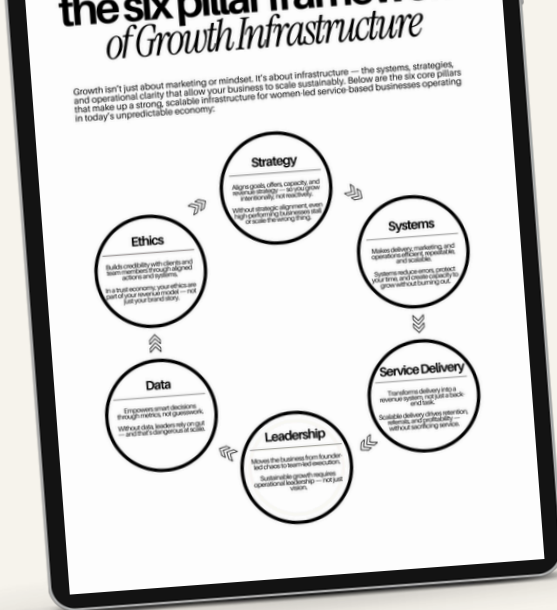 the six pillar framewo
of Growth Infrastructure
Growth isn't just about marketing or mindset. It's about infrastructure — the systems, strategies,
and operational clarity that allow your business to scale sustainably. Below are the six core pillars
that make up a strong, scalable infrastructure for women-led service-based businesses operating
in today's unpredictable economy:
Strategy
Aligns goals, offers, capacity, and
revenue strategy — so you grow
intentionally, not reactively.
Without strategic alignment, even
high-performing businesses stall
or scale the wrong thing.
Systems
Makes delivery, marketing, and
operations efficient, repeatable,
and scalable.
Systems reduce errors, protect
your time, and create capacity to
grow without burning out.
Service Delivery
Transforms delivery into a
revenue system, not just a back-
end task.
Scalable delivery drives retention,
referrals, and profitability —
without sacrificing service.
Leadership
Moves the business from founder-
led chaos to team-led execution.
Sustainable growth requires
operational leadership — not just
vision.
Data
Empowers smart decisions
through metrics, not guesswork.
Without data, leaders rely on gut
— and that's dangerous at scale.
Ethics
Builds credibility with clients and
team members through aligned
actions and systems.
In a trust economy, your ethics are
part of your revenue model — not
just your brand story.